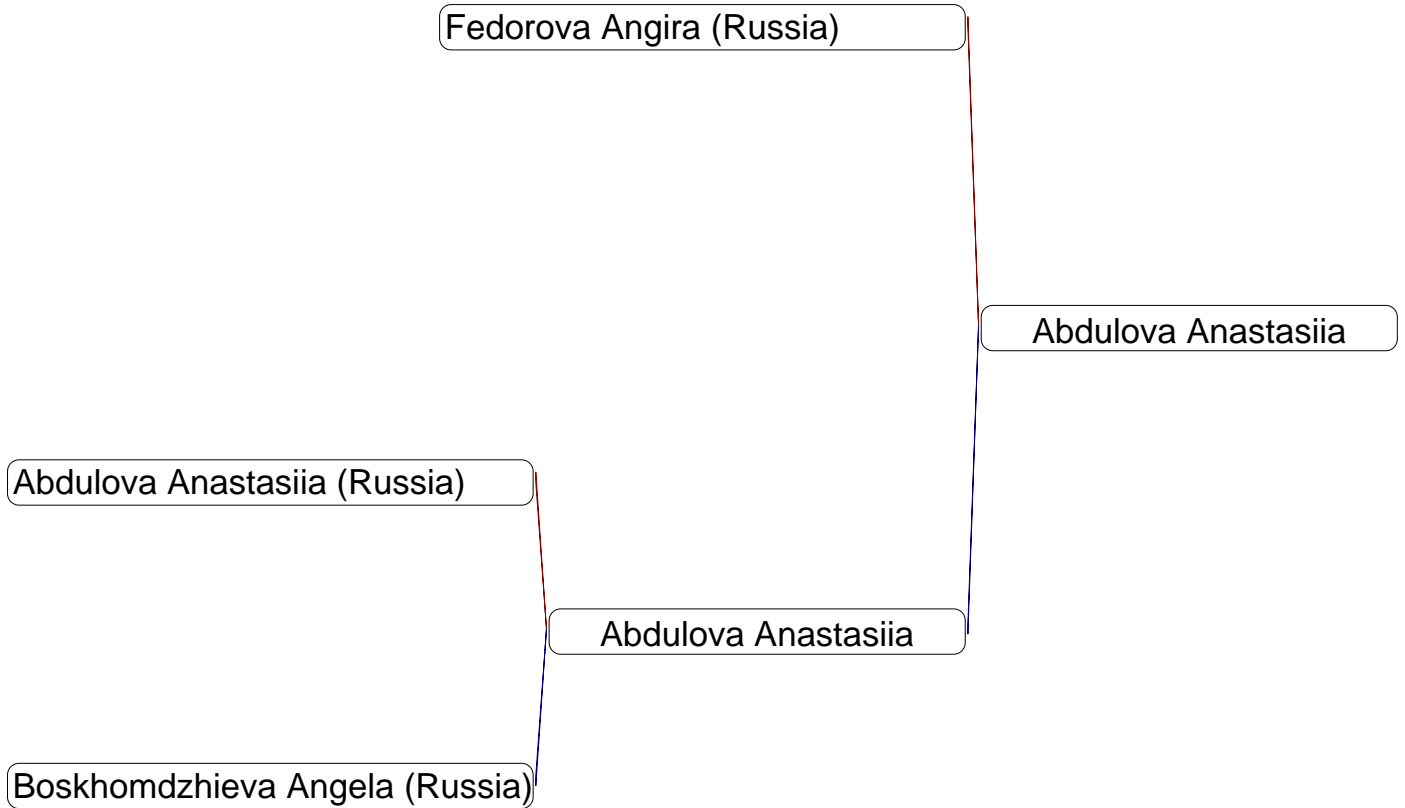 Fedorova Angira (Russia)
Abdulova Anastasiia
Abdulova Anastasiia (Russia)
Abdulova Anastasiia
Boskhomdzhieva Angela (Russia)